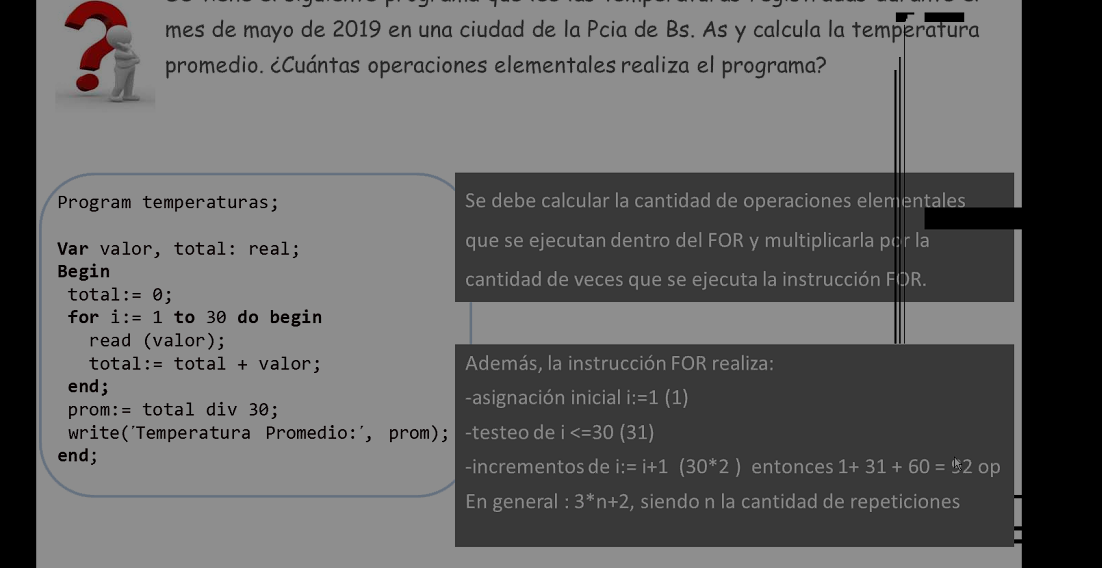 mes de mayo de 2019 en una ciudad de la Pcia de Bs. As y calcula la temperatura
promedio. ¿Cuántas operaciones elementales realiza el programa?
Program temperaturas;
Var valor, total: real;
Begin
total:= 0;
for i:= 1 to 30 do begin
read (valor);
total:= total + valor;
end;
prom:= total div 30;
write(´Temperatura Promedio:´, prom);
end;
Se debe calcular la cantidad de operaciones elementales
que se ejecutan dentro del FOR y multiplicarla por la
cantidad de veces que se ejecuta la instrucción FOR.
Además, la instrucción FOR realiza:
-asignación inicial i:=1 (1)
-testeo de i <=30 (31)
-incrementos de i:= i+1 (30*2 ) entonces 1+ 31 + 60 = 92 op
En general : 3*n+2, siendo n la cantidad de repeticiones